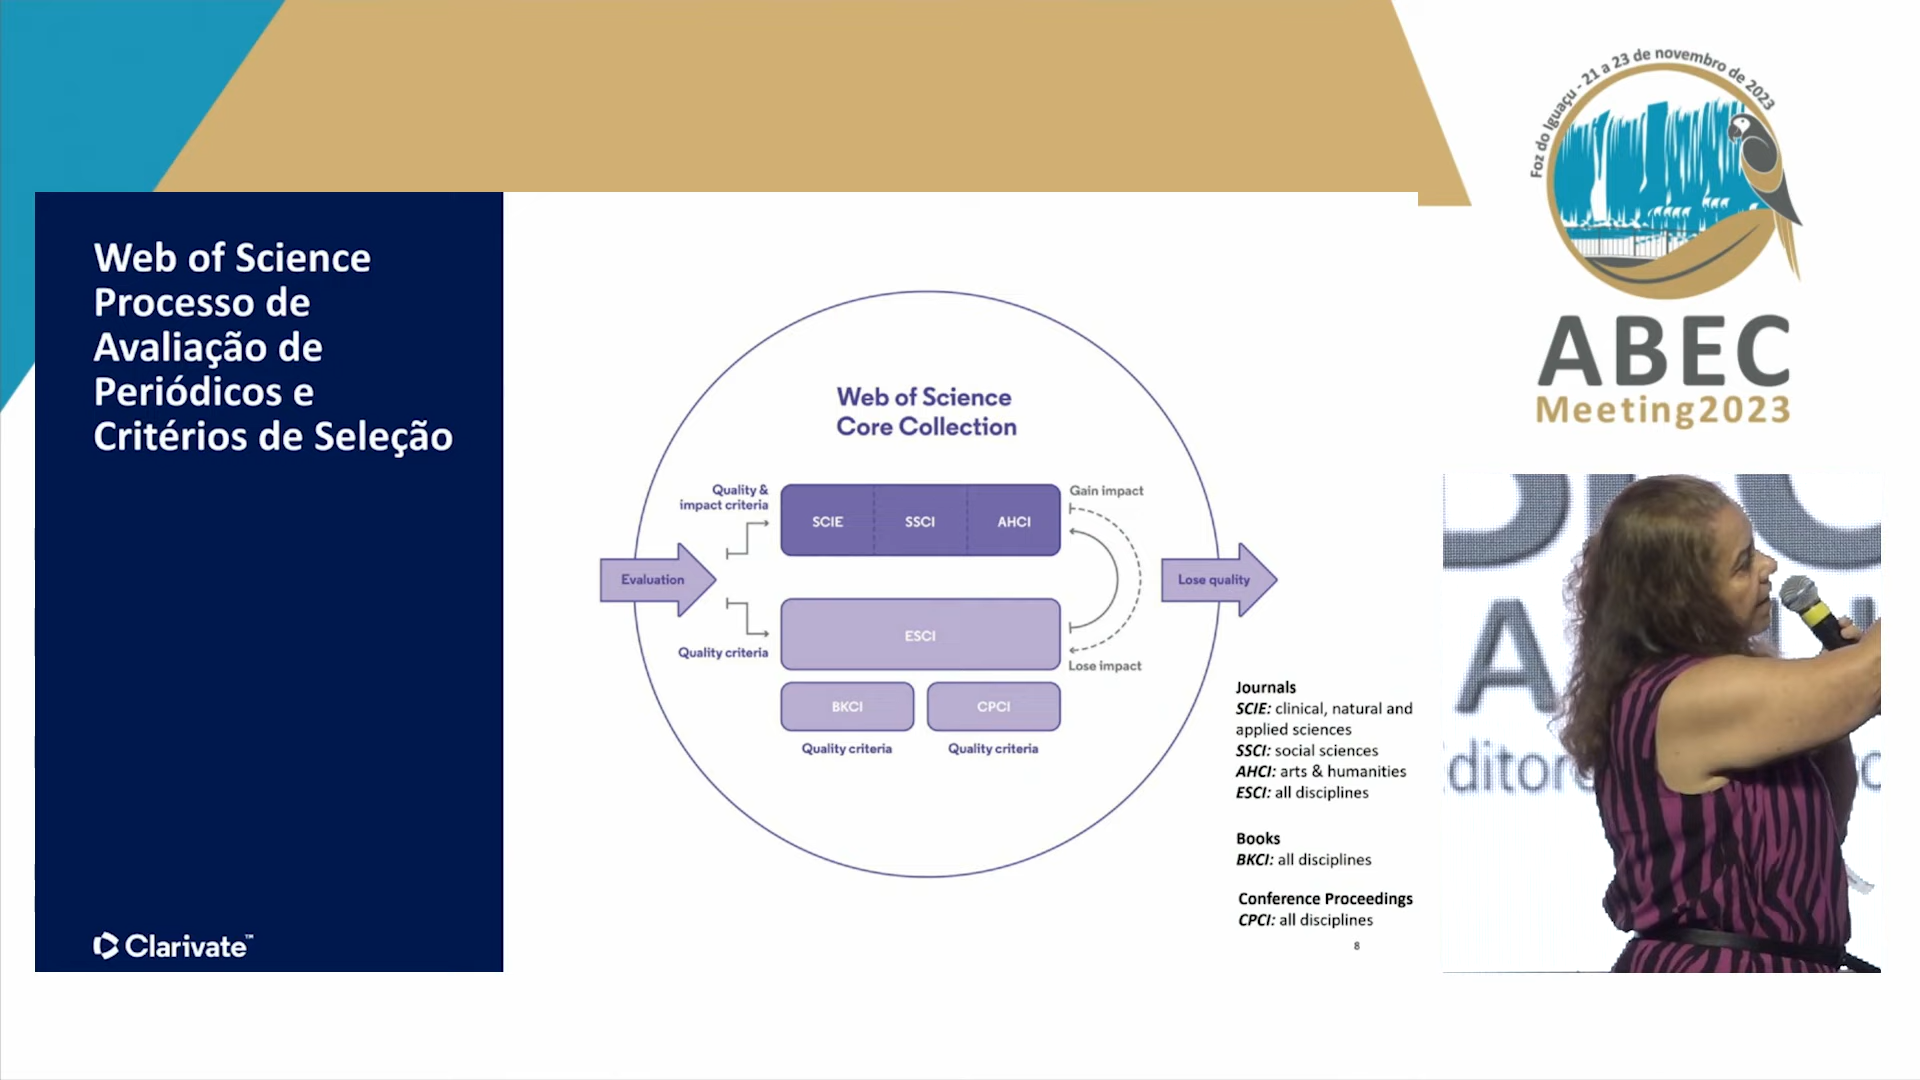 Foz do Iguaçu - 21 a 23 de novembro de 2023
ABEC
Meeting2023
Web of Science
Processo de
Avaliação de
Periódicos e
Critérios de Seleção
Clarivate™
Web of Science
Core Collection
Quality &
impact criteria
SCIE
SSCI
AHCI
Gain impact
Evaluation
Lose quality
ESCI
Quality criteria
Lose impact
BKCI
CPCI
Quality criteria
Quality criteria
Journals
SCIE: clinical, natural and
applied sciences
SSCI: social sciences
AHCI: arts & humanities
ESCI: all disciplines
Books
BKCI: all disciplines
Conference Proceedings
CPCI: all disciplines
8